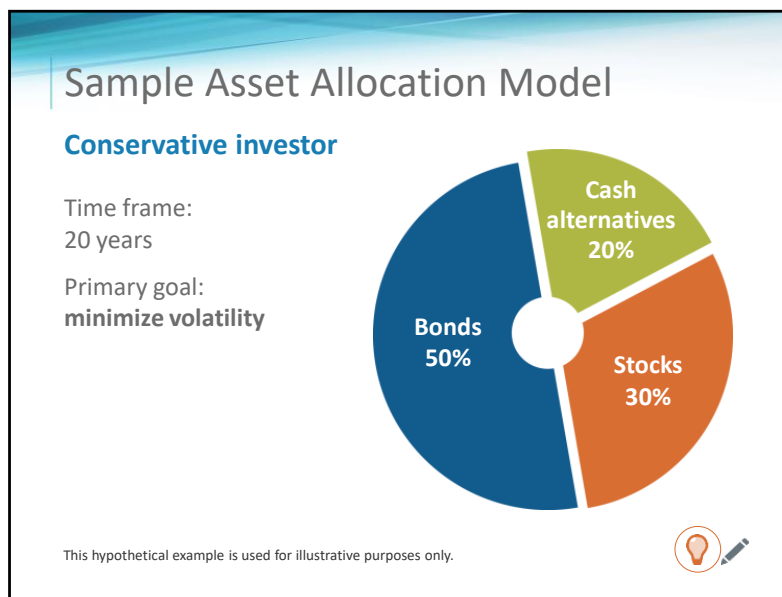 Sample Asset Allocation Model
Conservative investor
Time frame:
20 years
Primary goal:
minimize volatility
Cash
alternatives
20%
Bonds
50%
Stocks
30%
This hypothetical example is used for illustrative purposes only.